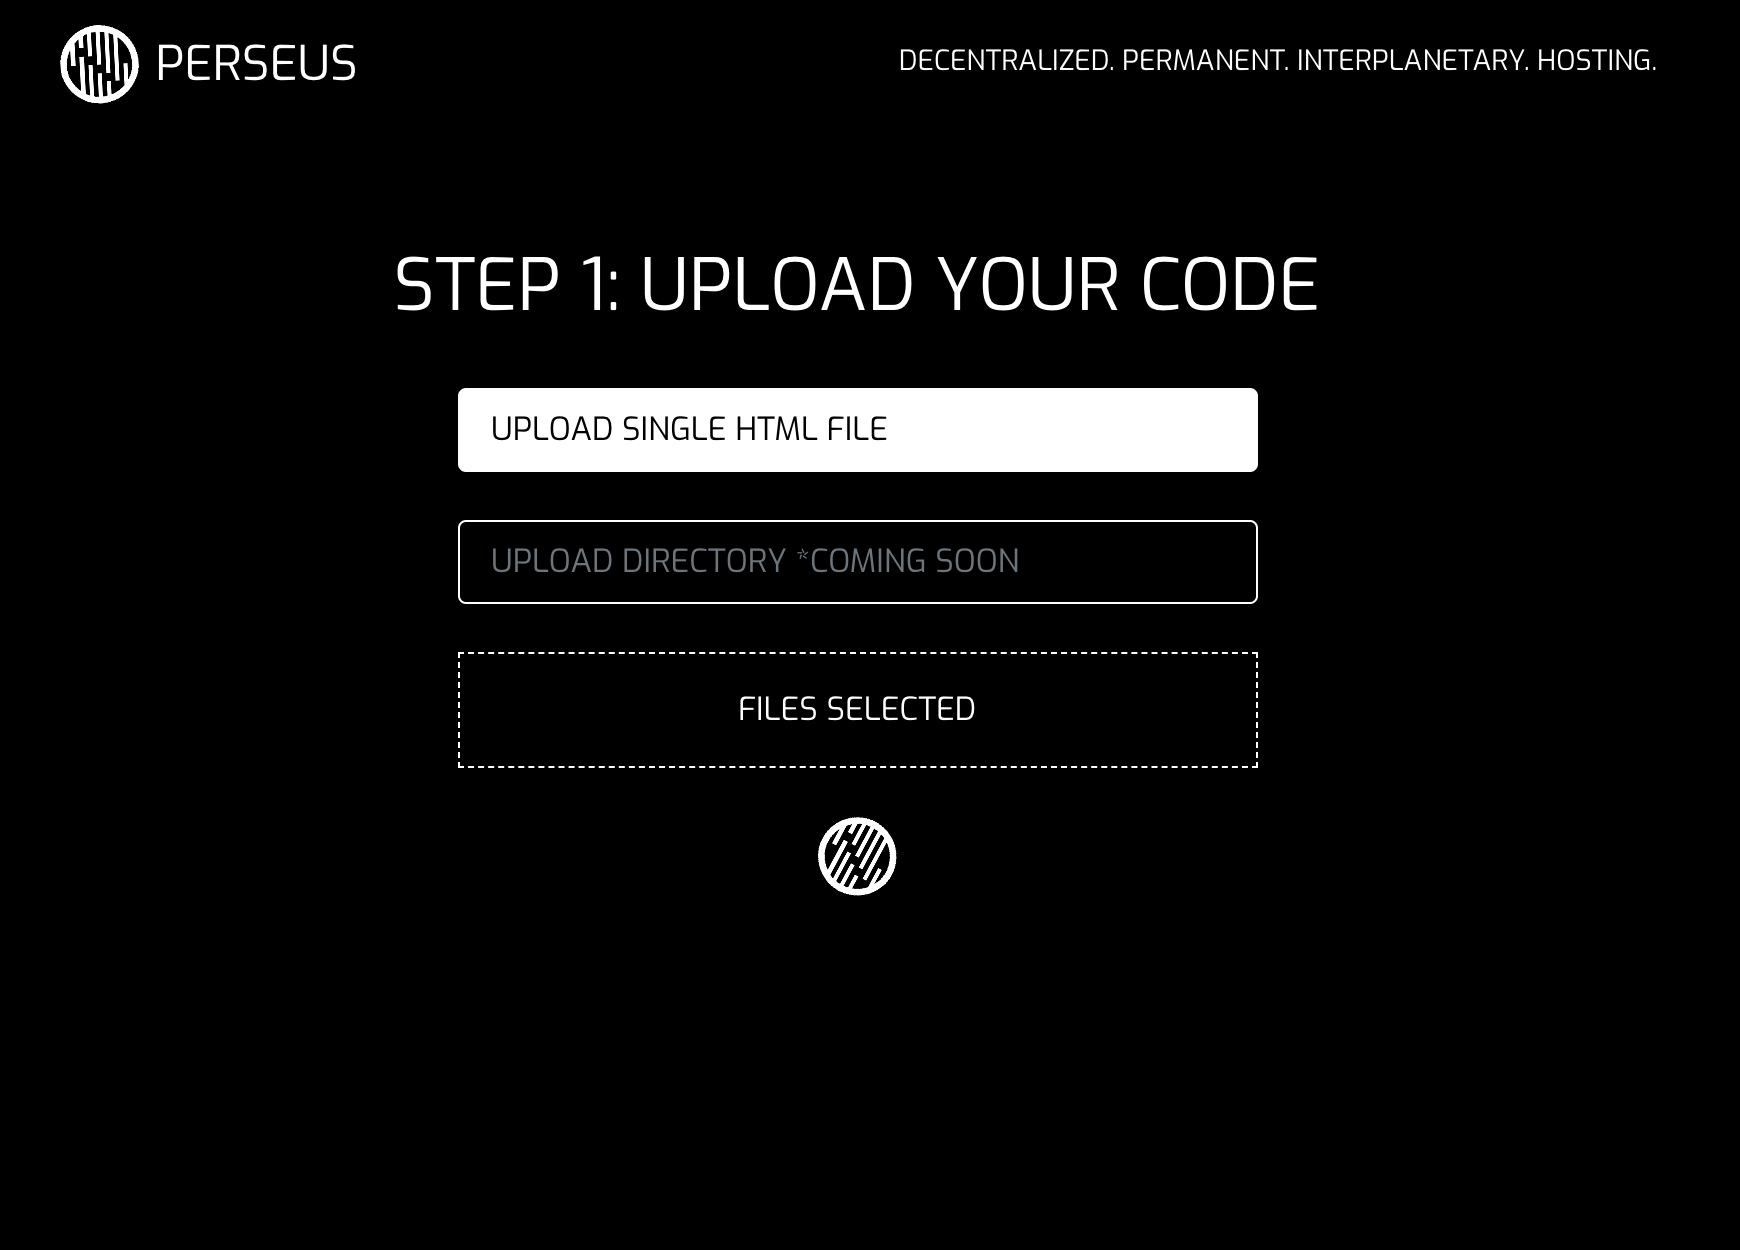 PERSEUS
DECENTRALIZED. PERMANENT. INTERPLANETARY. HOSTING.
STEP 1: UPLOAD YOUR CODE
UPLOAD SINGLE HTML FILE
UPLOAD DIRECTORY *COMING SOON
FILES SELECTED